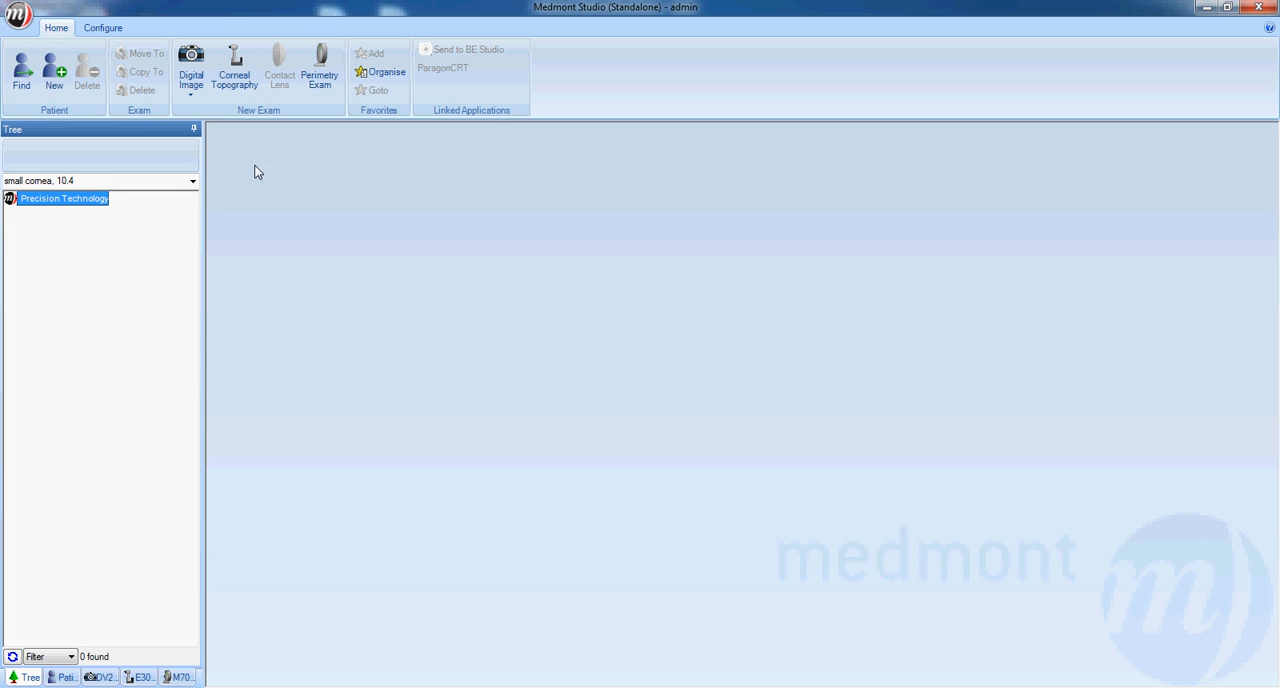 Medmont Studio (Standalone) - admin
Home Configure
Find New Delete
Patient
Move To
Copy To
Delete
Exam
Digital Image
Corneal Topography
Contact Lens
Perimetry Exam
New Exam
Add
Organise
Goto
Favorites
Send to BE Studio
ParagonCRT
Linked Applications
Tree
small cornea, 10.4
m) Precision Technology
medmont m)
Filter 0 found
Tree Pati... DV2... E30... M70...